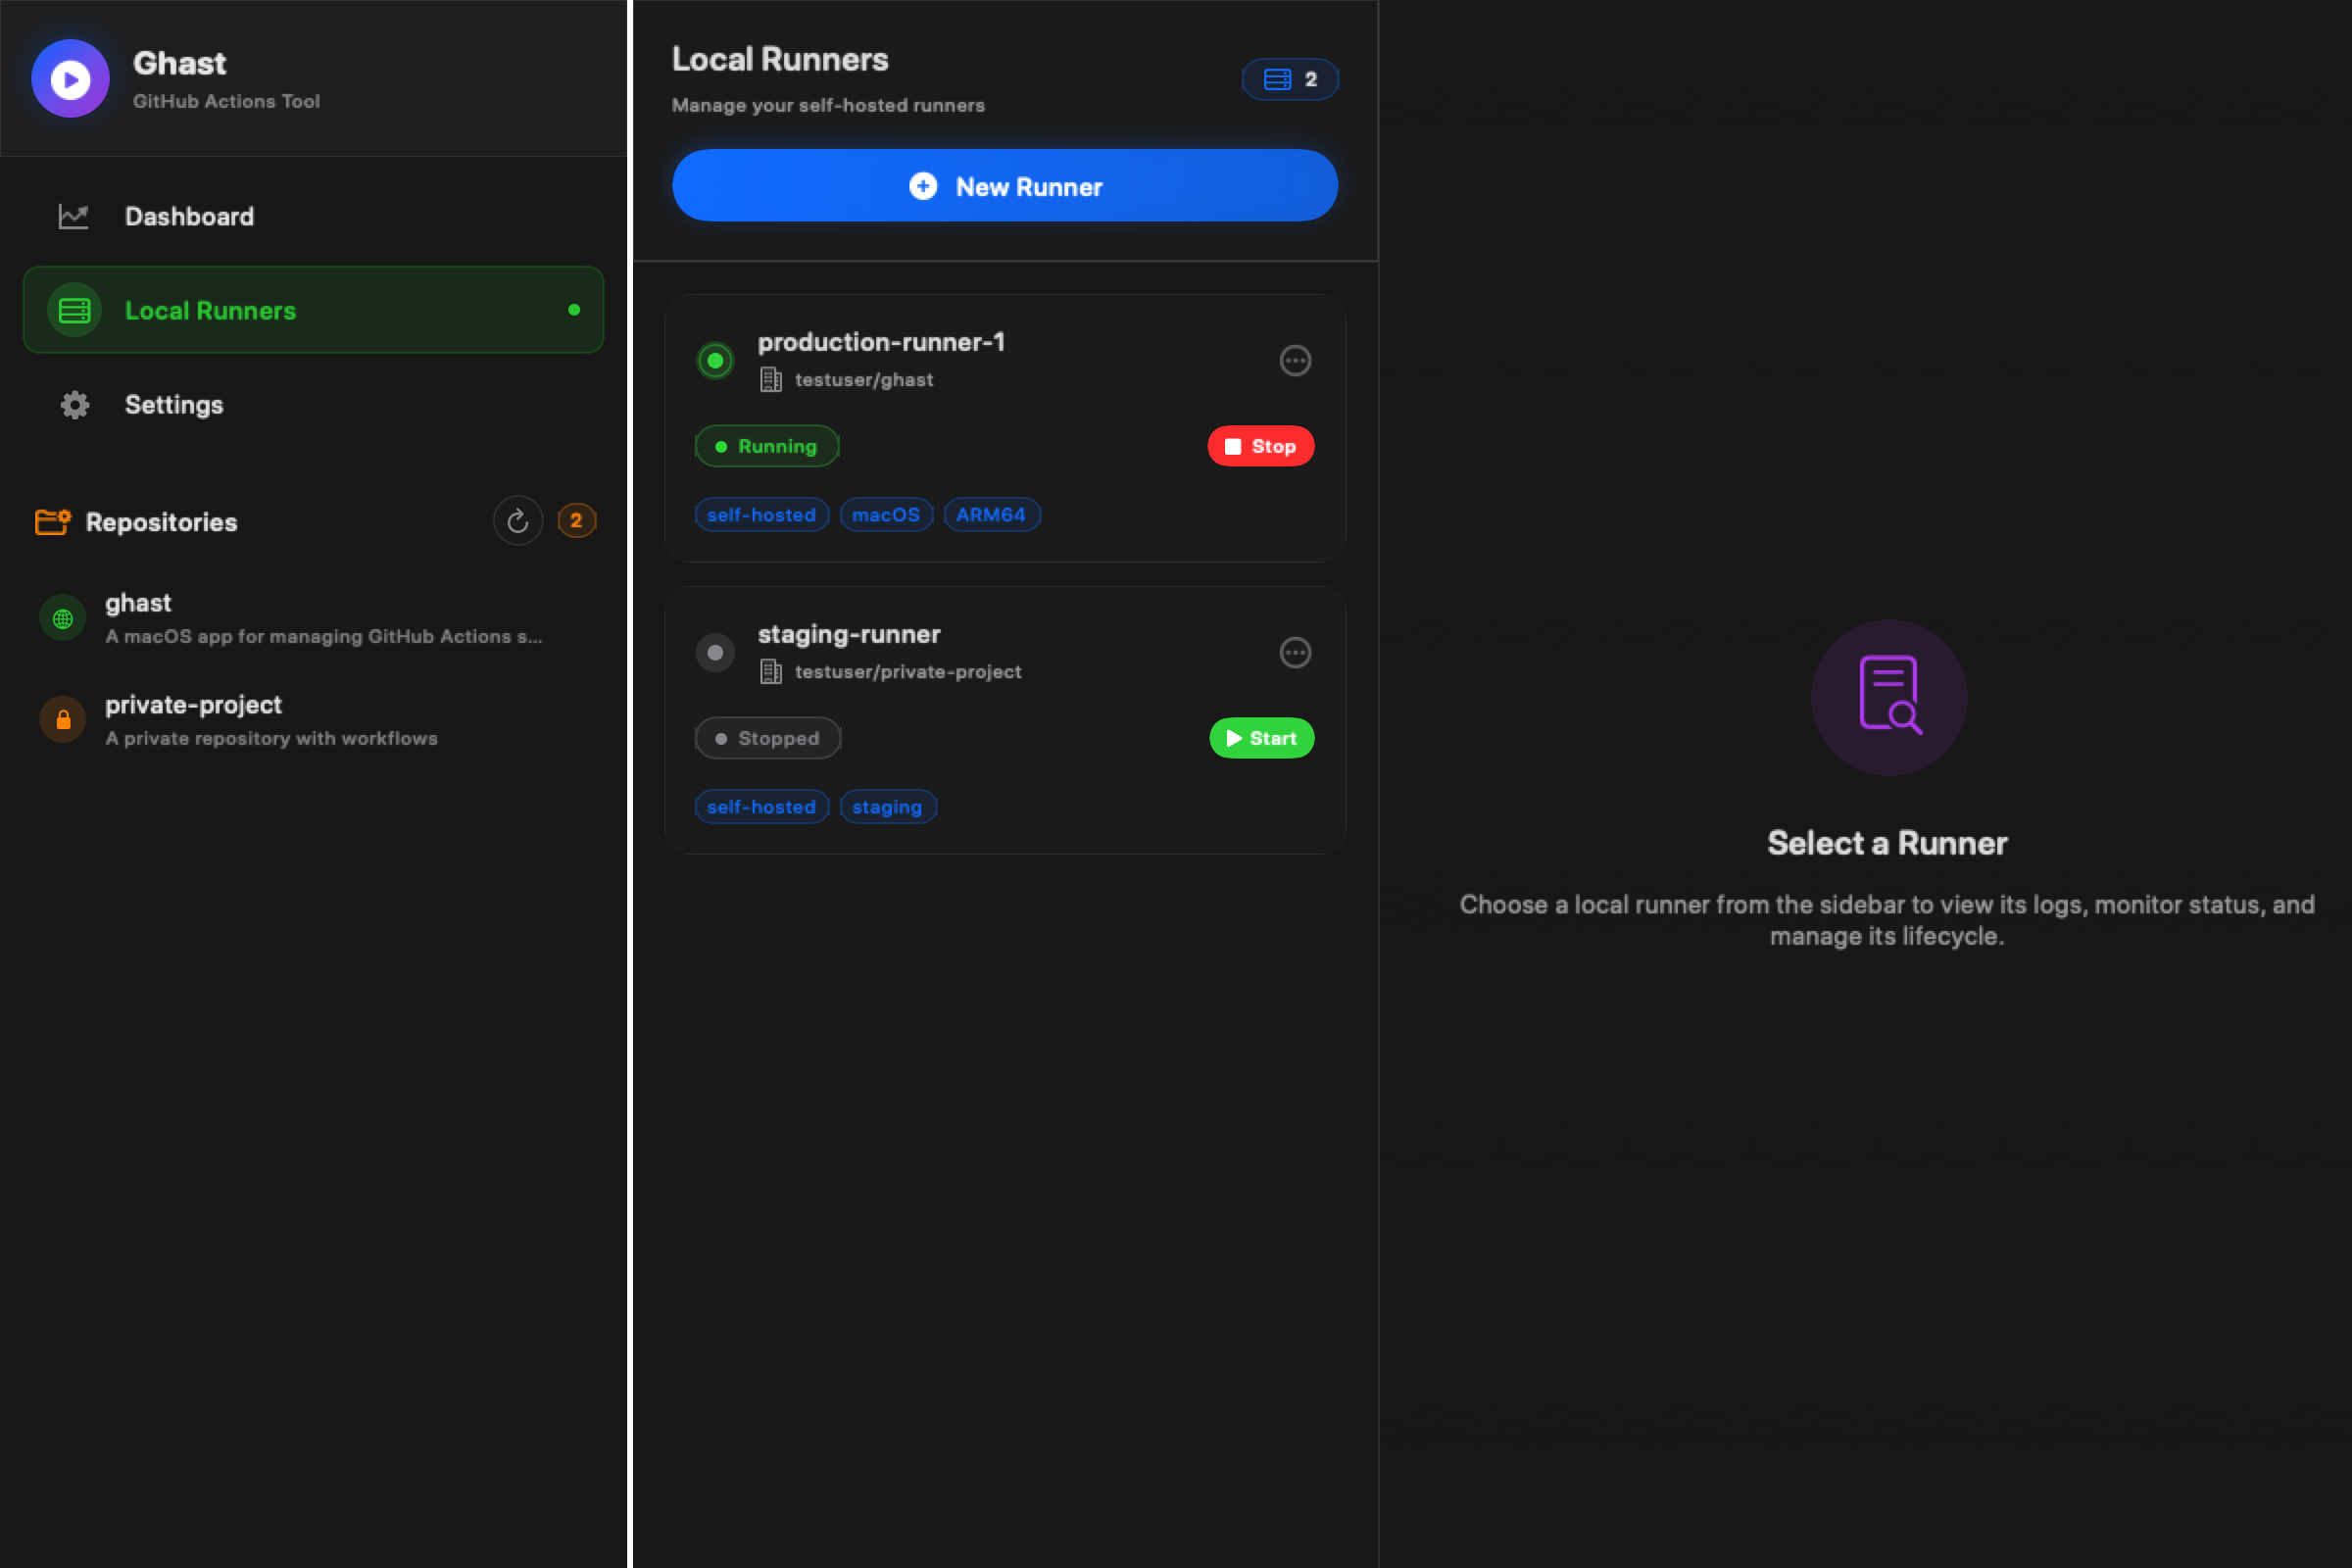 Ghast
GitHub Actions Tool
Dashboard
Local Runners
Settings
Repositories
2
ghast
A macOS app for managing GitHub Actions s...
private-project
A private repository with workflows
Local Runners
Manage your self-hosted runners
2
New Runner
production-runner-1
testuser/ghast
Running
Stop
self-hosted macOS ARM64
staging-runner
testuser/private-project
Stopped
Start
self-hosted staging
Select a Runner
Choose a local runner from the sidebar to view its logs, monitor status, and
manage its lifecycle.